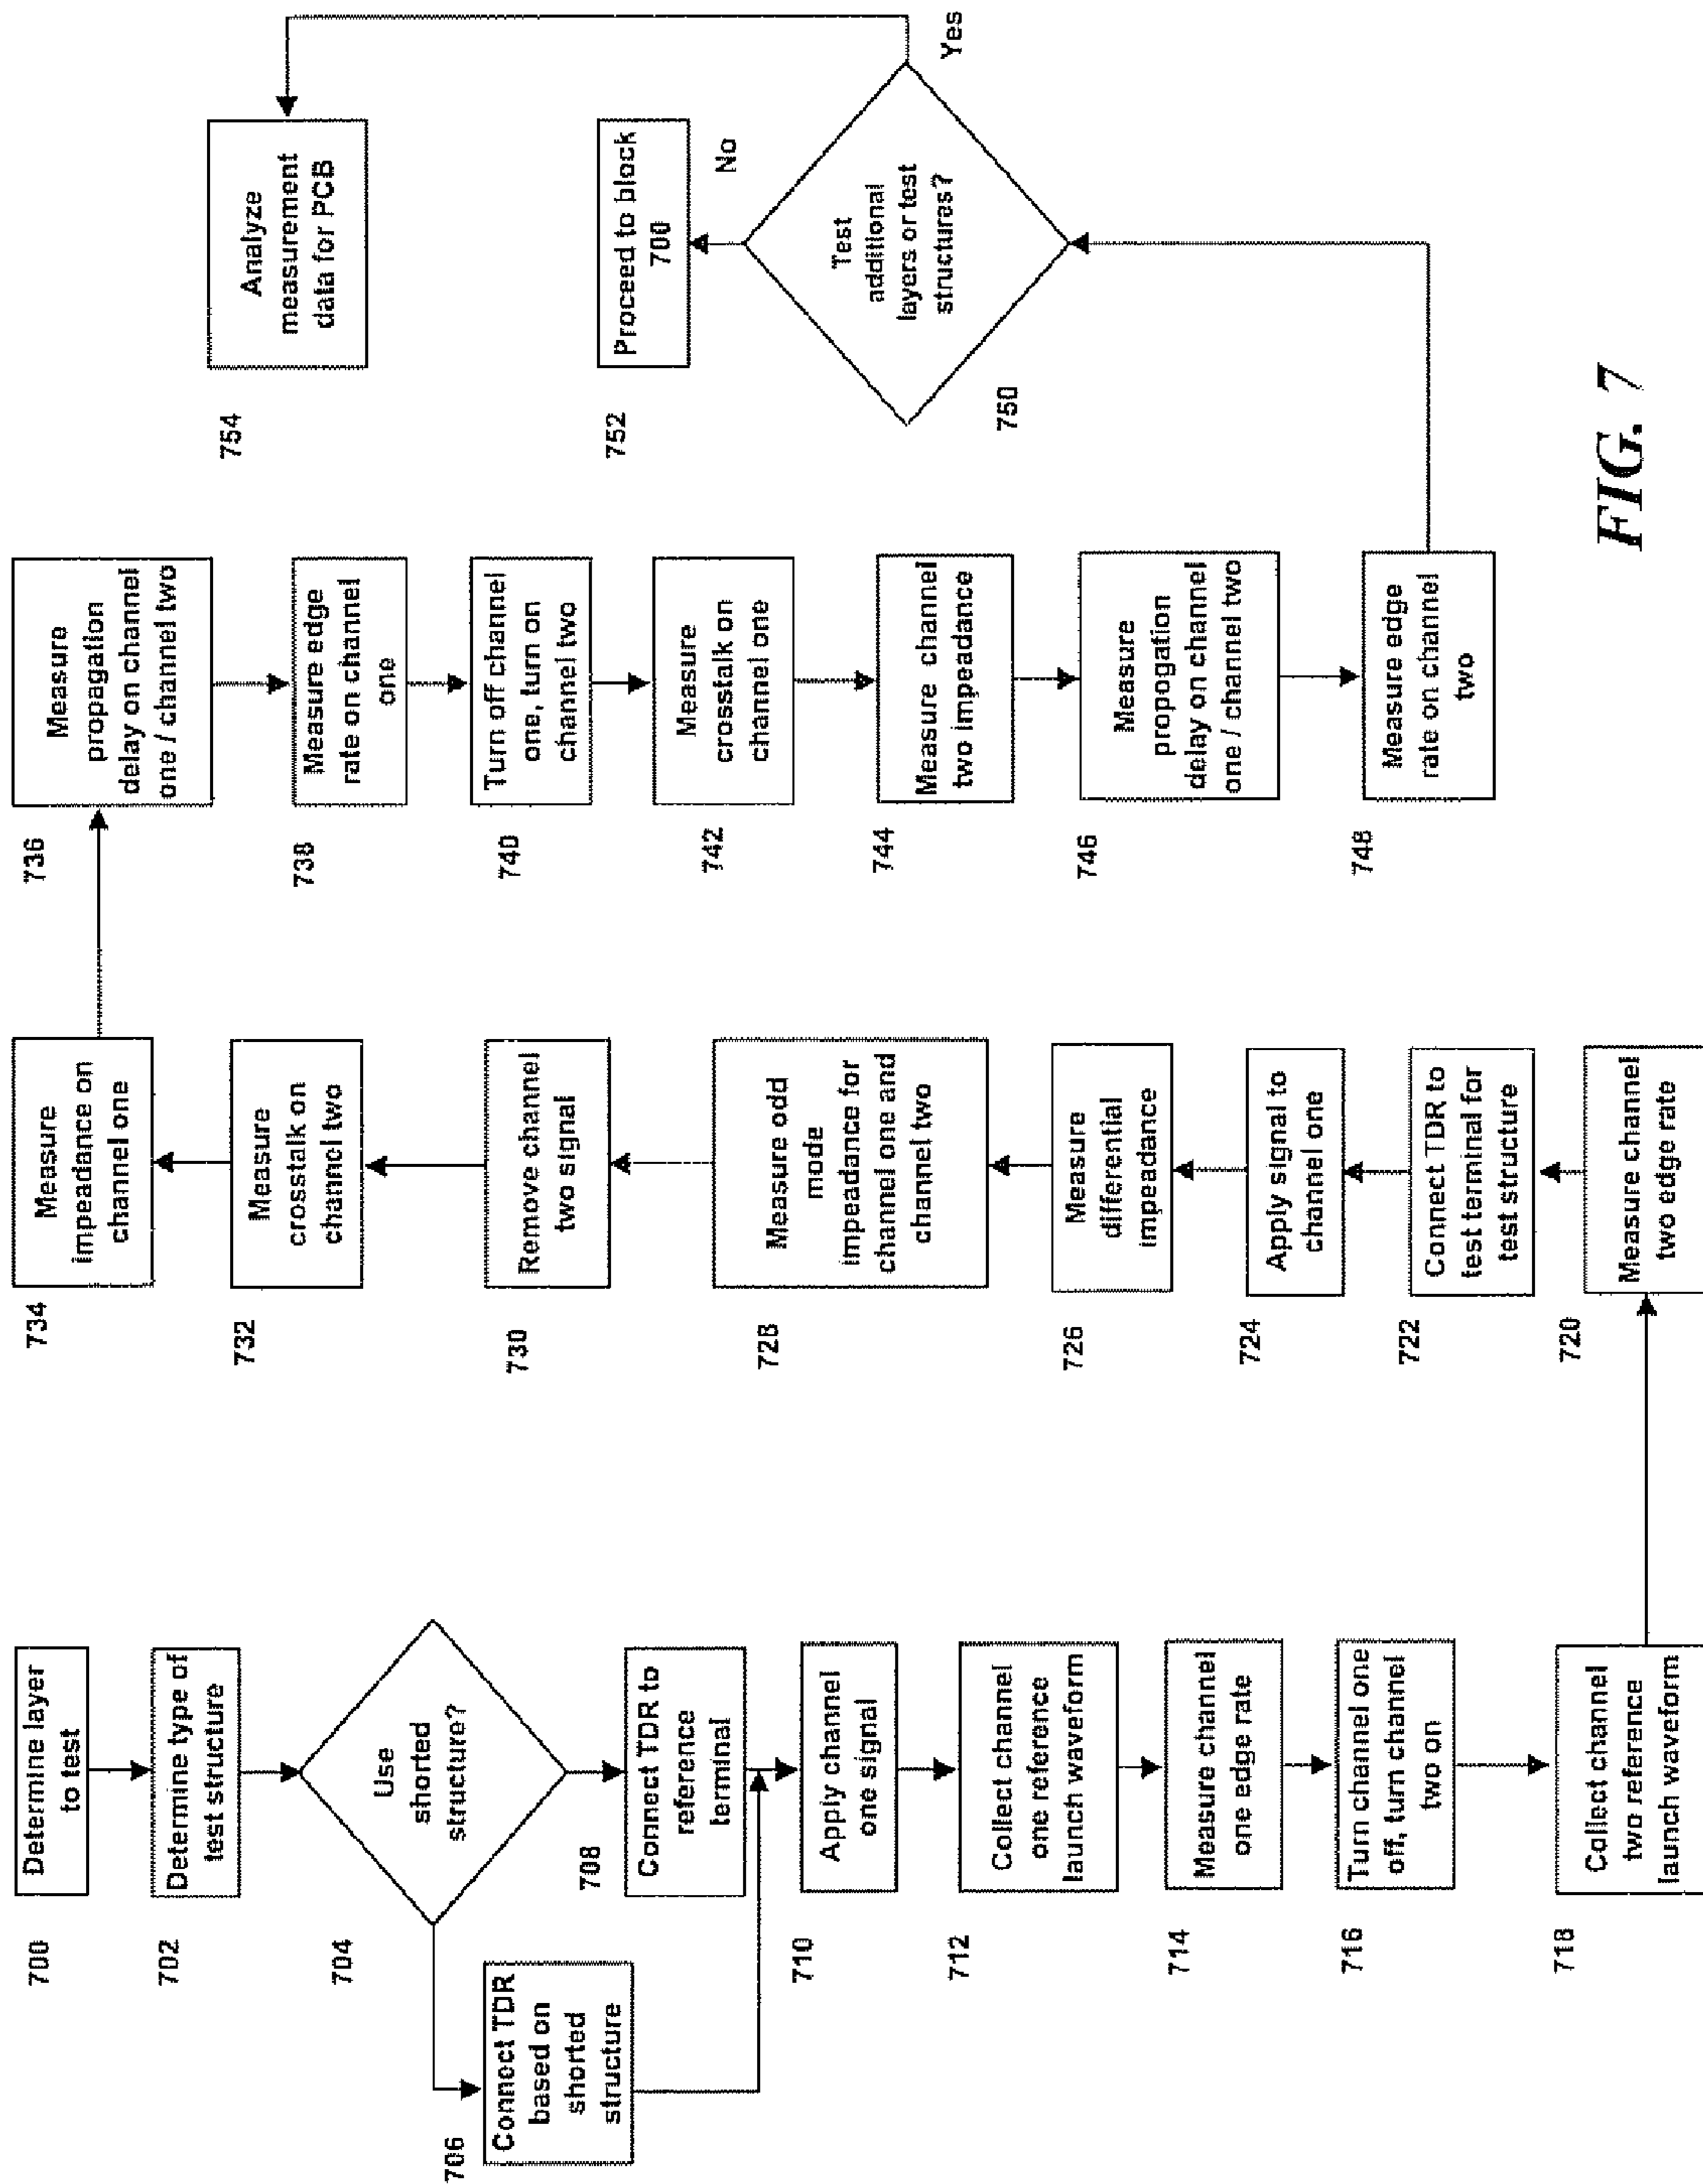 700
Determine layer
to test
702
Determine type of
test structure
704
Use
shorted
structure?
706
Connect TDR
based on
shorted
structure
708
Connect TDR to
reference
terminal
710
Apply channel
one signal
712
Collect channel
one reference
launch waveform
714
Measure channel
one edge rate
716
Turn channel one
off, turn channel
two on
718
Collect channel
two reference
launch waveform
720
Measure channel
two edge rate
722
Connect TDR to
test terminal for
test structure
724
Apply signal to
channel one
726
Measure
differential
impeadance
728
Measure odd
mode
impeadance for
channel one and
channel two
730
Remove channel
two signal
732
Measure
crosstalk on
channel two
734
Measure
impeadance on
channel one
736
Measure
propagation
delay on channel
one / channel two
738
Measure edge
rate on channel
one
740
Turn off channel
one, turn on
channel two
742
Measure
crosstalk on
channel one
744
Measure channel
two impeadance
746
Measure
propogation
delay on channel
one / channel two
748
Measure edge
rate on channel
two
750
Test
additional
layers or test
structures?
No
Yes
752
Proceed to block
700
754
Analyze
measurement
data for PCB
FIG. 7